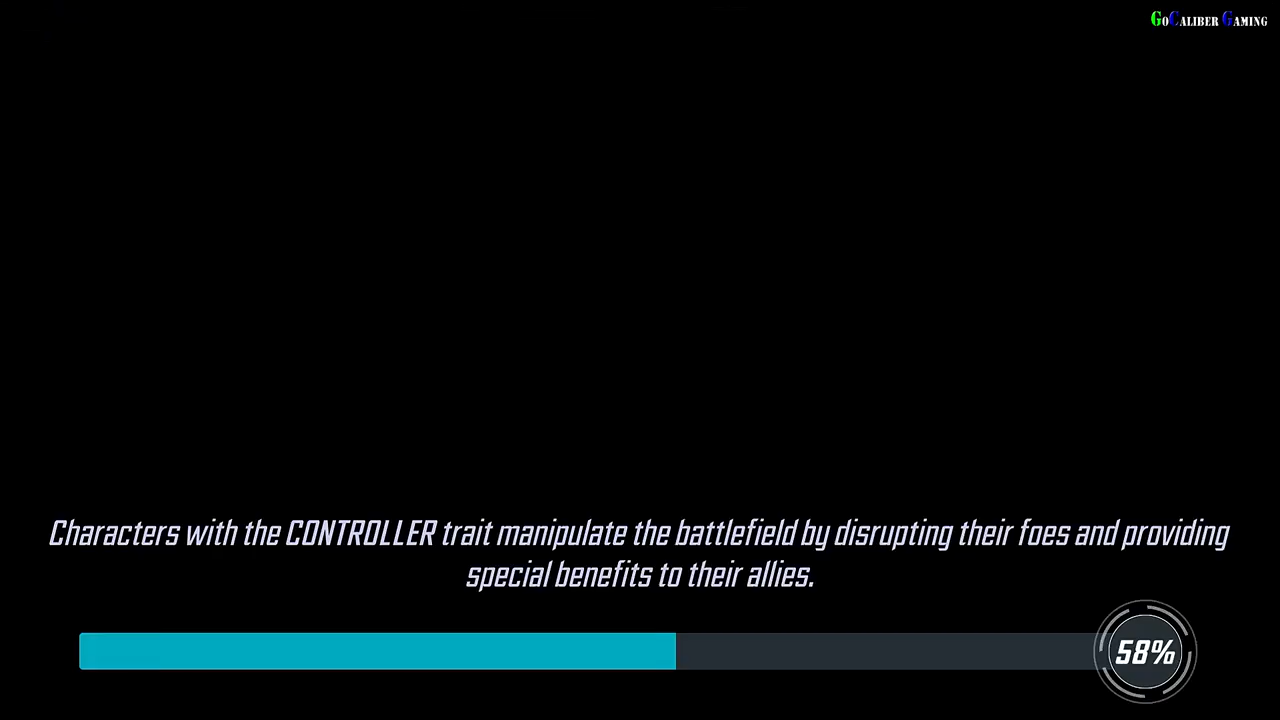 GoCaliber Gaming
Characters with the CONTROLLER trait manipulate the battlefield by disrupting their foes and providing
special benefits to their allies.
58%